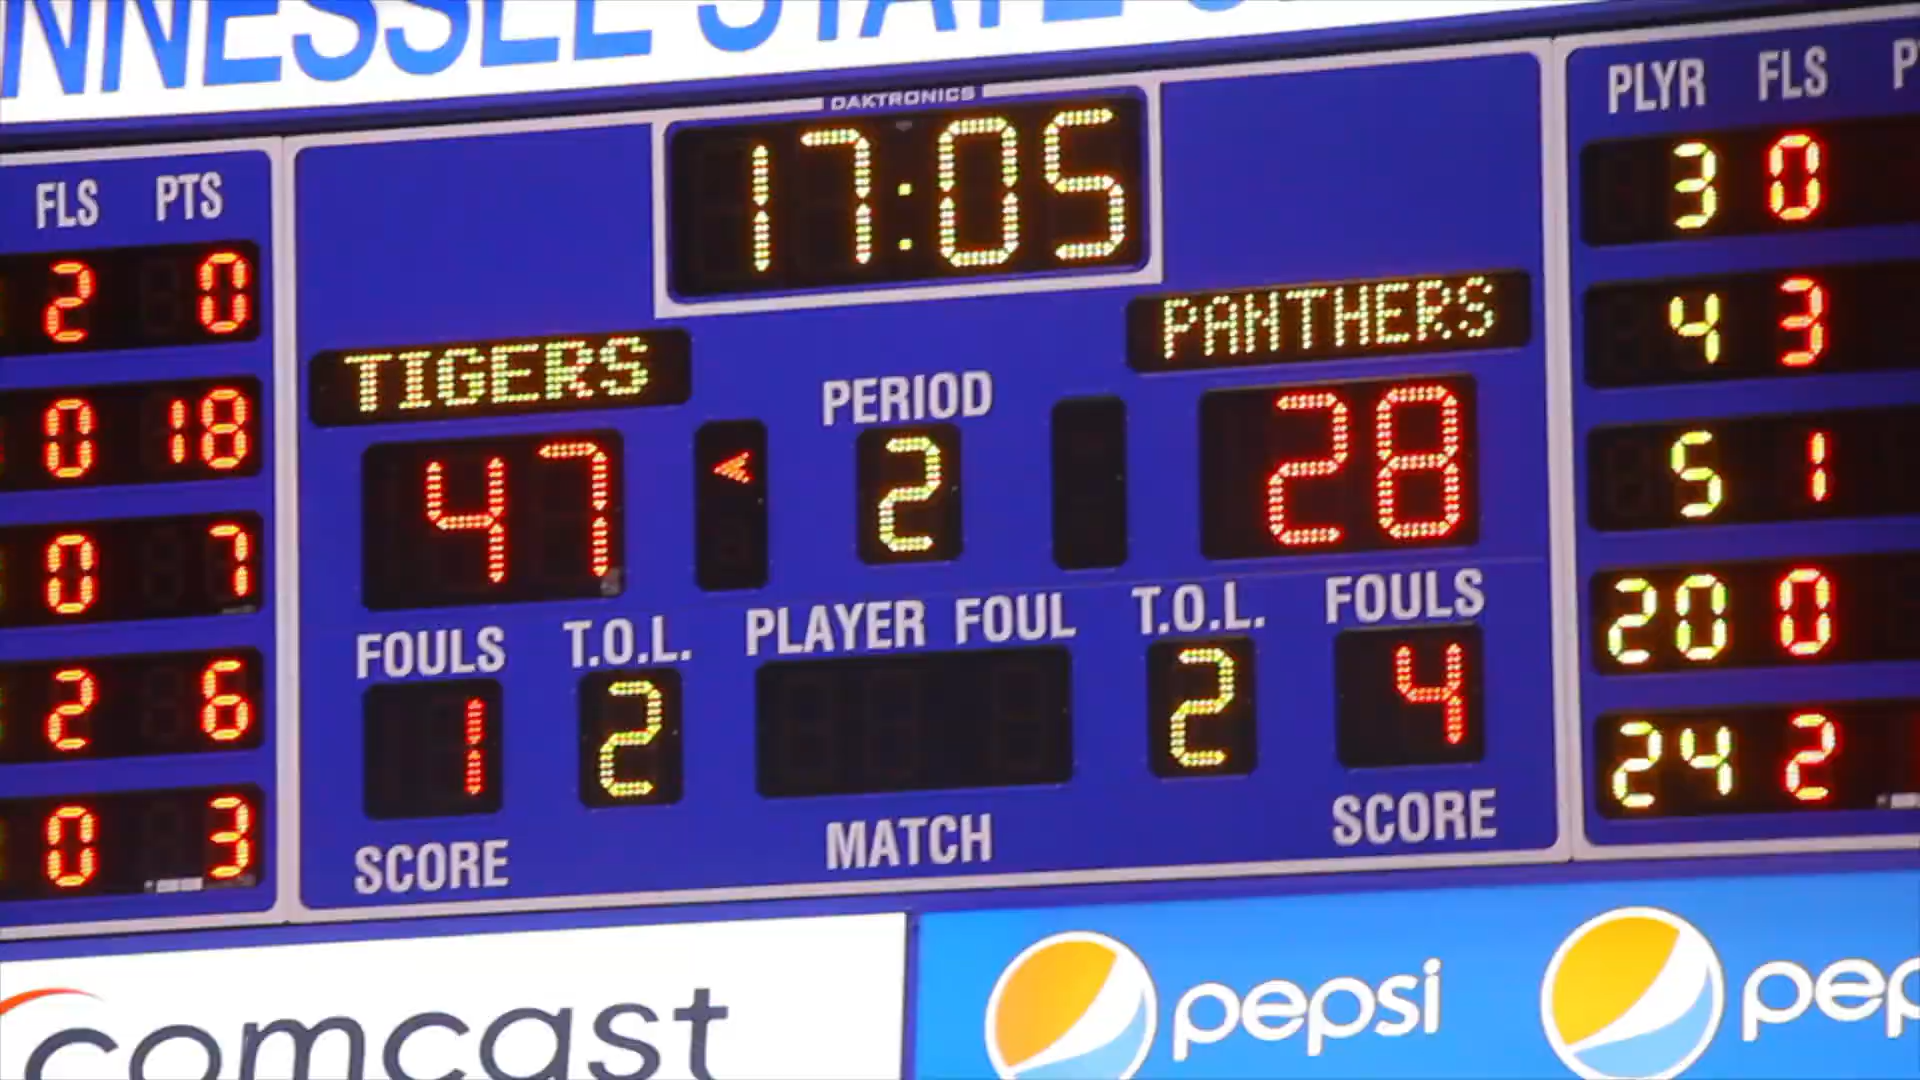 NNESSEE STATE
DAKTRONICS
17:05
FLS PTS
2 0
0 18
0 7
2 6
0 3
TIGERS
47
PERIOD
2
PANTHERS
28
FOULS T.O.L. PLAYER FOUL T.O.L. FOULS
1 2 2 4
SCORE MATCH SCORE
PLYR FLS P
3 0
4 3
5 1
20 0
24 2
comcast
pepsi
pep